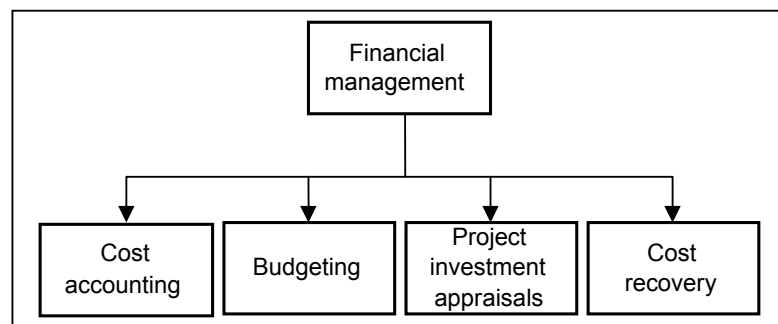 Financial
management
Cost
accounting
Budgeting
Project
investment
appraisals
Cost
recovery